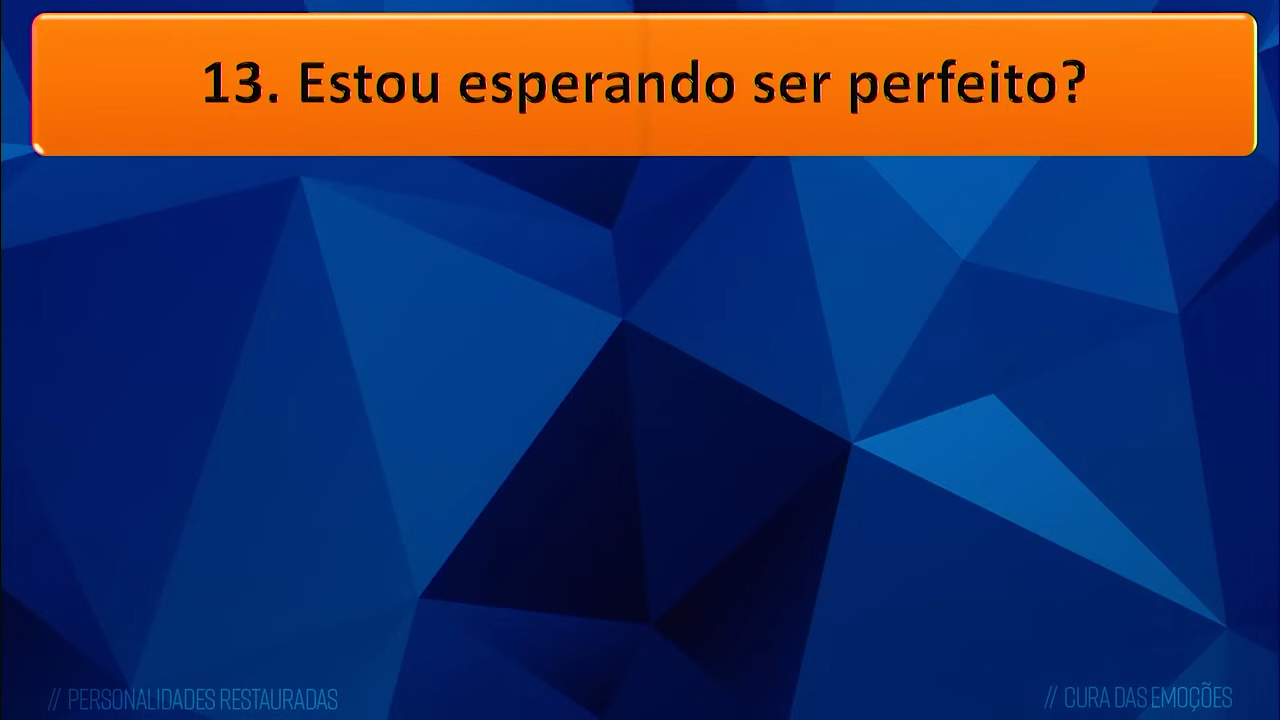 13. Estou esperando ser perfeito?
// PERSONALIDADES RESTAURADAS
// CURA DAS EMOÇÕES